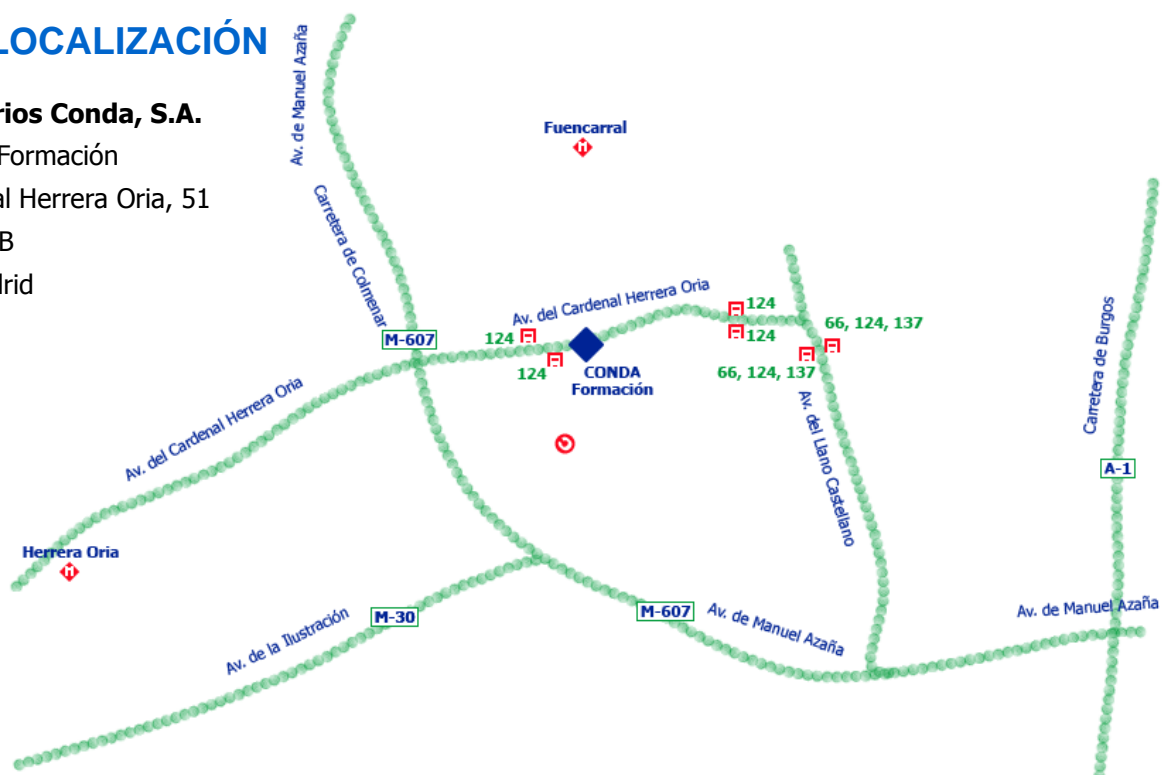 LOCALIZACIÓN
rios Conda, S.A.
Formación
al Herrera Oria, 51
B
drid
Av. de Manuel Azaña
Fuencarral
Carretera de Colmenar
Av. del Cardenal Herrera Oria
M-607
124
124
CONDA
Formación
124
124
66, 124, 137
66, 124, 137
Carretera de Burgos
Av. del Cardenal Herrera Oria
Av. del Llano Castellano
A-1
Herrera Oria
Av. de la Ilustración
M-30
M-607
Av. de Manuel Azaña
Av. de Manuel Azaña